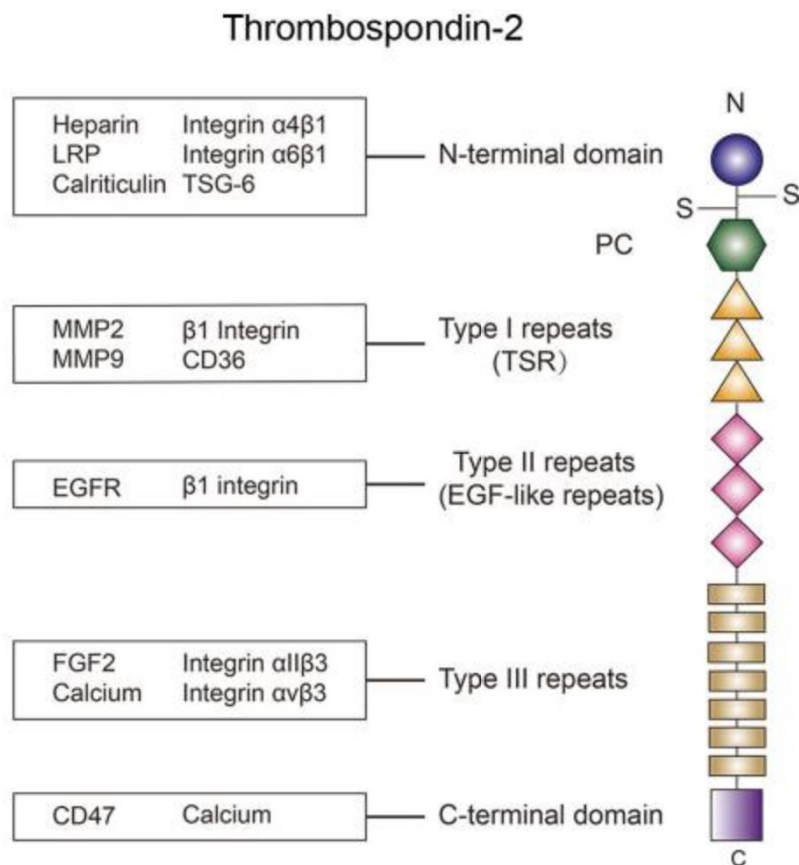 Thrombospondin-2
N
Heparin Integrin α4β1
LRP Integrin α6β1
Calriticulin TSG-6
N-terminal domain
S
S
PC
MMP2 β1 Integrin
MMP9 CD36
Type I repeats
(TSR)
EGFR β1 integrin
Type II repeats
(EGF-like repeats)
FGF2 Integrin αIIβ3
Calcium Integrin αvβ3
Type III repeats
CD47 Calcium
C-terminal domain
C